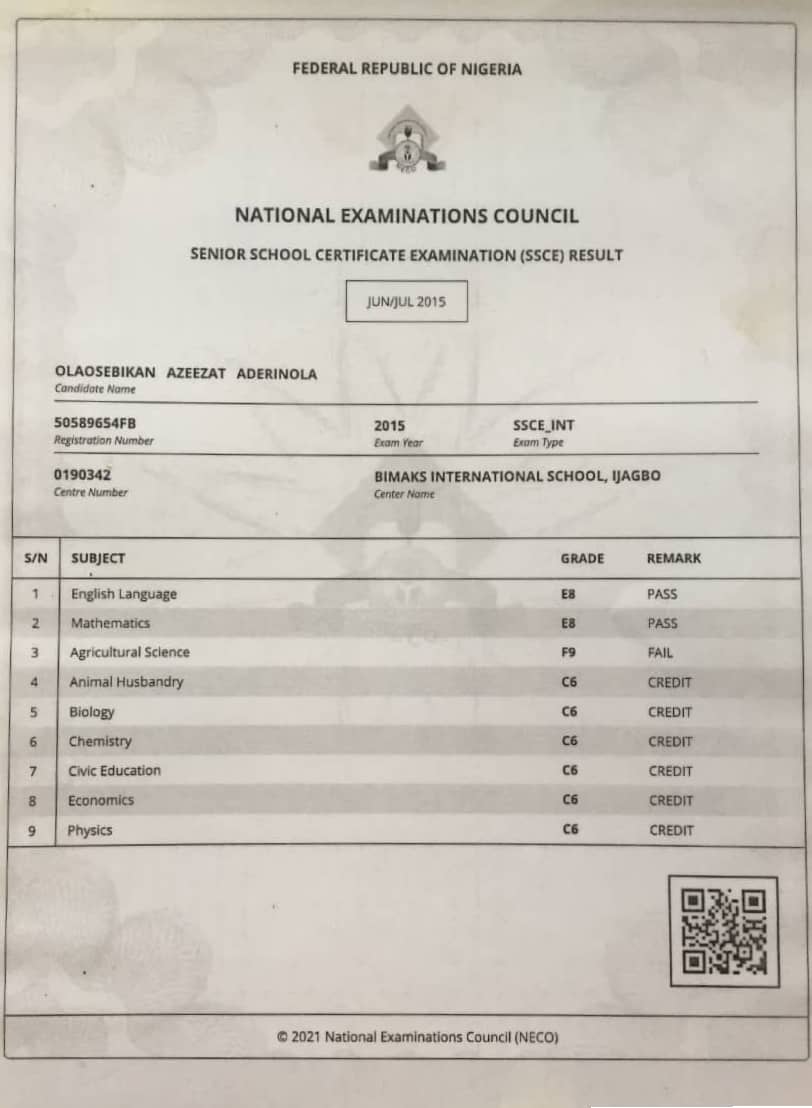 FEDERAL REPUBLIC OF NIGERIA
NECO
NATIONAL EXAMINATIONS COUNCIL
SENIOR SCHOOL CERTIFICATE EXAMINATION (SSCE) RESULT
JUN/JUL 2015
OLAOSEBIKAN AZEEZAT ADERINOLA
Candidate Name
50589654FB 2015 SSCE_INT
Registration Number Exam Year Exam Type
0190342 BIMAKS INTERNATIONAL SCHOOL, IJAGBO
Centre Number Center Name
S/N SUBJECT GRADE REMARK
1 English Language E8 PASS
2 Mathematics E8 PASS
3 Agricultural Science F9 FAIL
4 Animal Husbandry C6 CREDIT
5 Biology C6 CREDIT
6 Chemistry C6 CREDIT
7 Civic Education C6 CREDIT
8 Economics C6 CREDIT
9 Physics C6 CREDIT
© 2021 National Examinations Council (NECO)